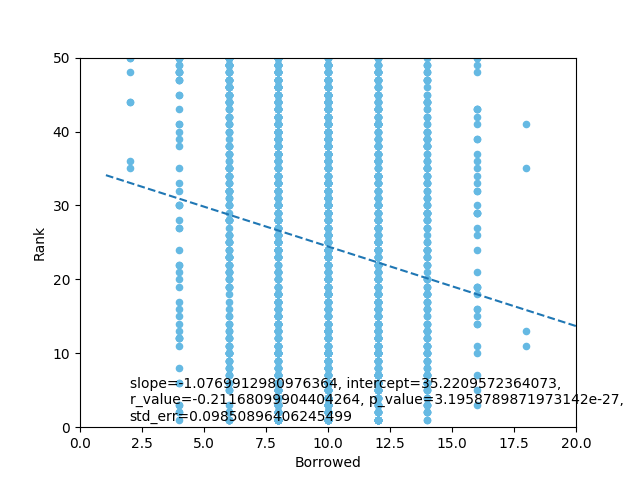 50
40
30
20
10
0
Rank
slope=-1.0769912980976364, intercept=35.2209572364073,
r_value=-0.21168099904404264, p_value=3.1958789871973142e-27,
std_err=0.09850896406245499
0.0 2.5 5.0 7.5 10.0 12.5 15.0 17.5 20.0
Borrowed